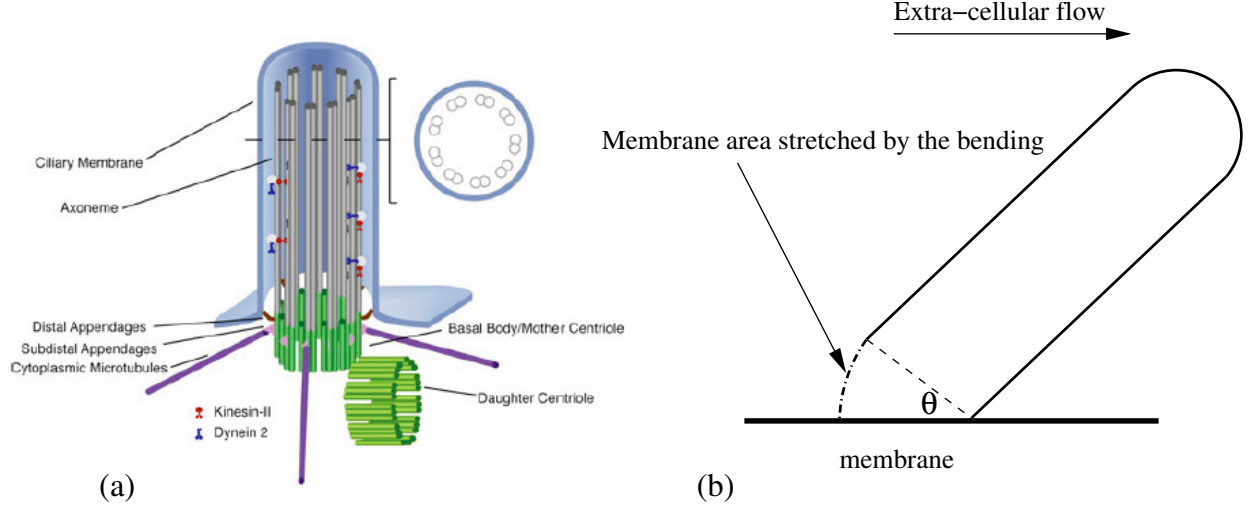 Ciliary Membrane
Axoneme
Distal Appendages
Subdistal Appendages
Cytoplasmic Microtubules
Basal Body/Mother Centriole
Daughter Centriole
Kinesin-II
Dynein 2
(a)
Extra-cellular flow
Membrane area stretched by the bending
θ
membrane
(b)